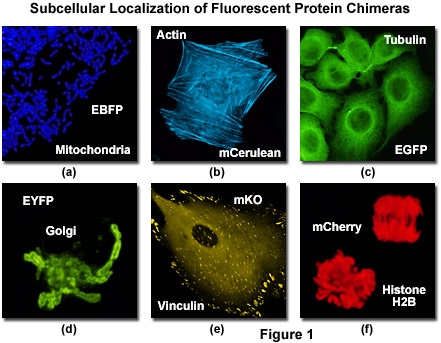 Subcellular Localization of Fluorescent Protein Chimeras
EBFP
Mitochondria
(a)
Actin
mCerulean
(b)
Tubulin
EGFP
(c)
EYFP
Golgi
(d)
mKO
Vinculin
(e)
mCherry
Histone
H2B
(f)
Figure 1